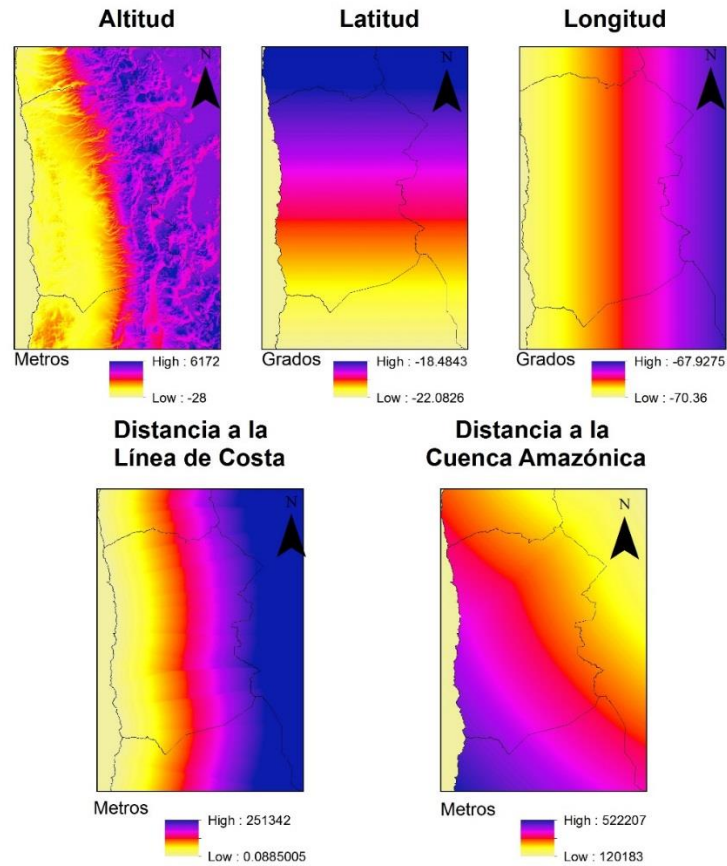 Altitud
N
Metros
High : 6172
Low : -28
Latitud
N
Grados
High : -18.4843
Low : -22.0826
Longitud
N
Grados
High : -67.9275
Low : -70.36
Distancia a la
Línea de Costa
N
Metros
High : 251342
Low : 0.0885005
Distancia a la
Cuenca Amazónica
N
Metros
High : 522207
Low : 120183